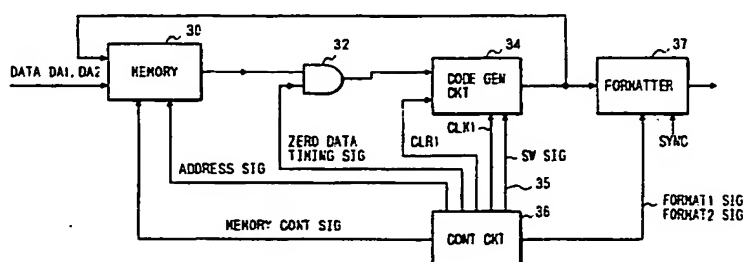 30
32
34
37
DATA DA1, DA2
MEMORY
CODE GEN
CKT
FORMATTER
ZERO DATA
TIMING SIG
CLR1
CLK1
SW SIG
SYNC
ADDRESS SIG
35
36
MEMORY CONT SIG
CONT CKT
FORMAT1 SIG
FORMAT2 SIG